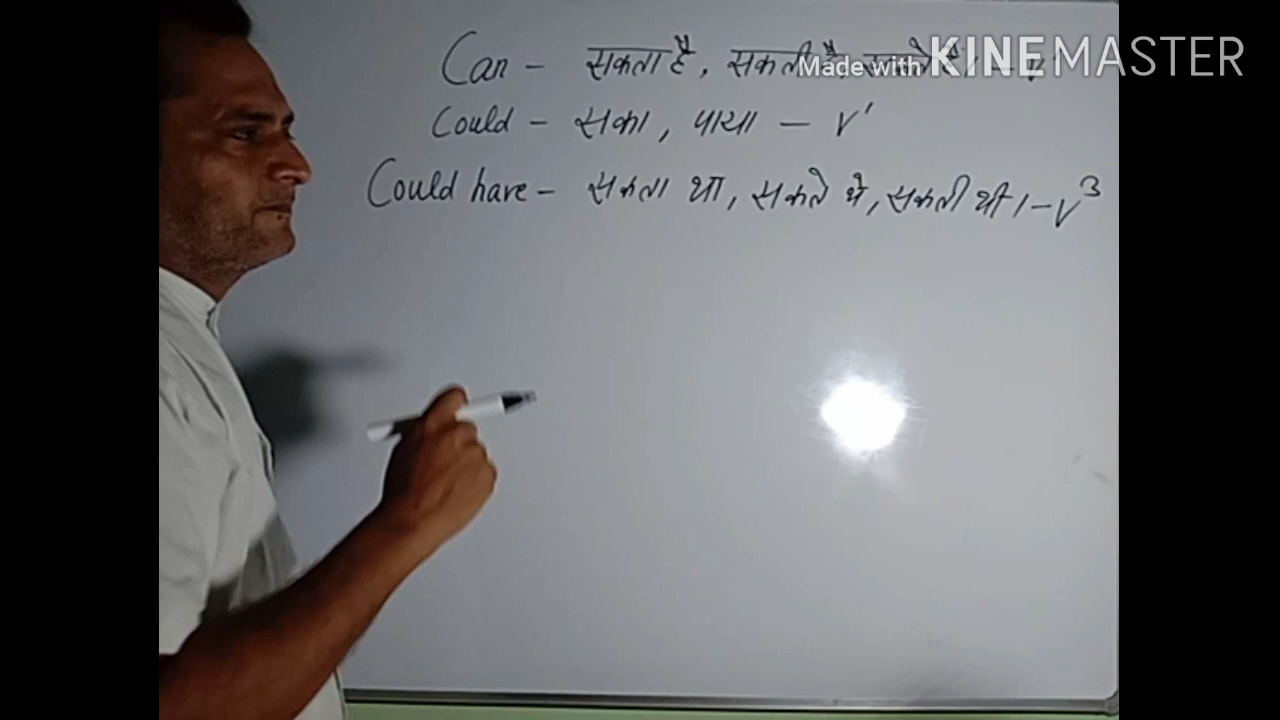 Can - सकता है, सकती है,
Made with KINEMASTER
Could - सका, पाया - V¹
Could have - सकता था, सकते थे, सकती थी। - V³